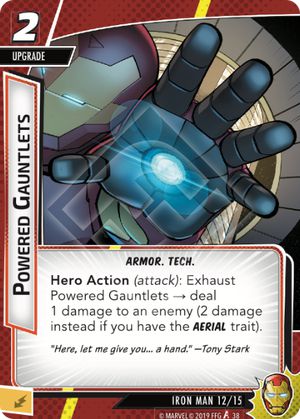 2
UPGRADE
POWERED GAUNTLETS
ARMOR. TECH.
Hero Action (attack): Exhaust
Powered Gauntlets → deal
1 damage to an enemy (2 damage
instead if you have the AERIAL trait).
"Here, let me give you... a hand." —Tony Stark
IRON MAN 12/15
© MARVEL © 2019 FFG A 38